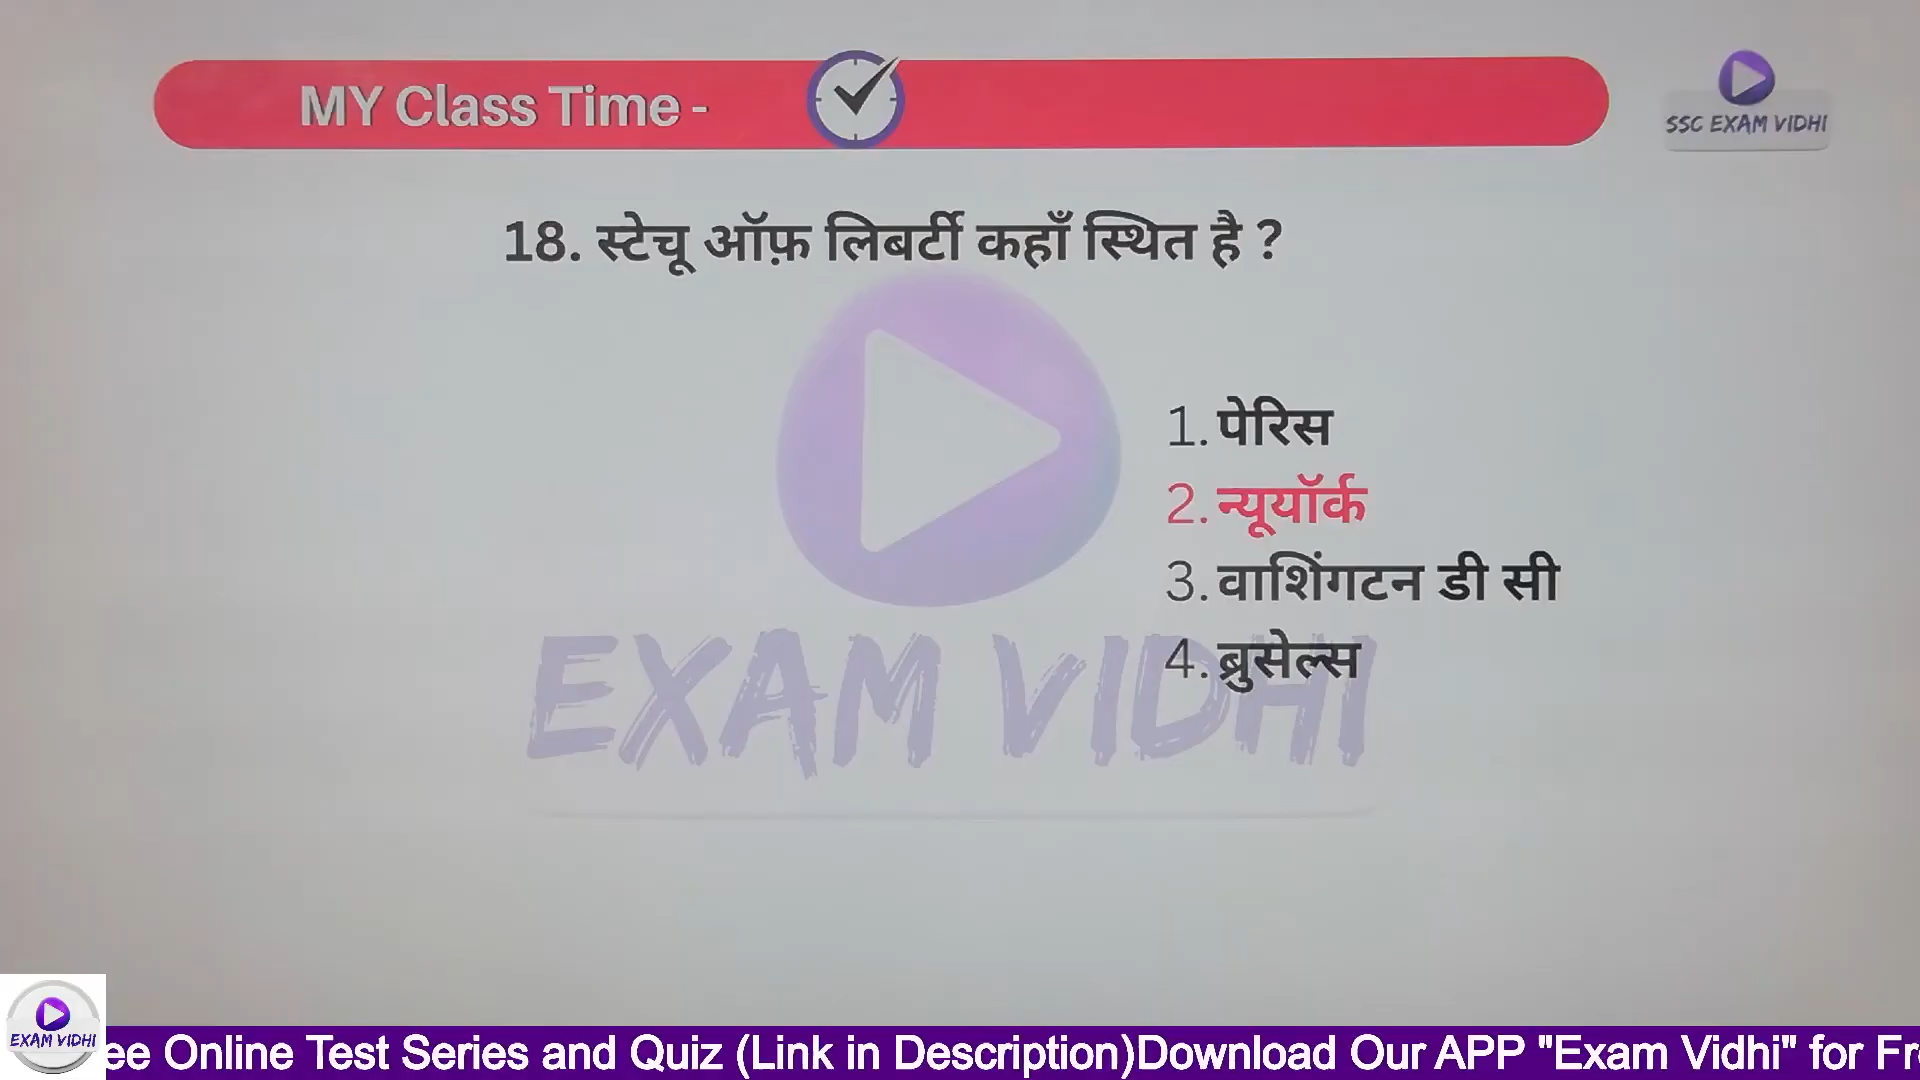 MY Class Time -
SSC EXAM VIDHI
18. स्टेचू ऑफ़ लिबर्टी कहाँ स्थित है ?
1. पेरिस
2. न्यूयॉर्क
3. वाशिंगटन डी सी
4. ब्रुसेल्स
EXAM VIDHI
EXAM VIDHI
ee Online Test Series and Quiz (Link in Description)Download Our APP "Exam Vidhi" for Fr